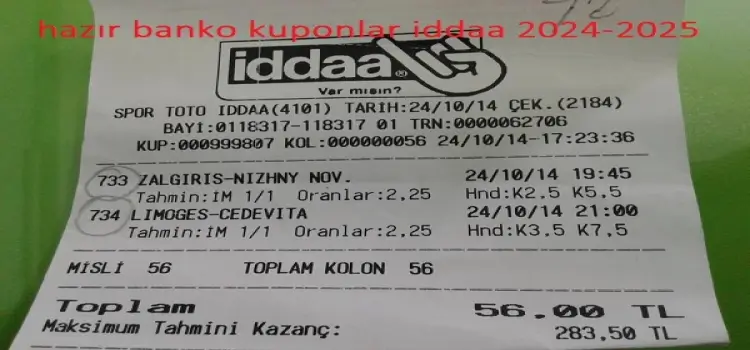 hazır banko kuponlar iddaa 2024-2025
iddaa®
Var mısın?
SPOR TOTO IDDAA(4101) TARİH:24/10/14 ÇEK.(2184)
BAYİ:0118317-118317 01 TRN:0000062706
KUP:000999807 KOL:000000056 24/10/14-17:23:36
733 ZALGIRIS-NIZHNY NOV. 24/10/14 19:45
Tahmin:İM 1/1 Oranlar:2,25 Hnd:K2,5 K5,5
734 LIMOGES-CEDEVITA 24/10/14 21:00
Tahmin:İM 1/1 Oranlar:2,25 Hnd:K3,5 K7,5
MİSLİ 56 TOPLAM KOLON 56
Toplam 56,00 TL
Maksimum Tahmini Kazanç: 283,50 TL